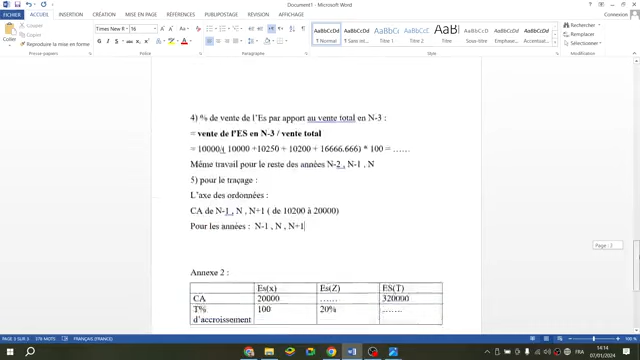 Document1 - Microsoft Word
FICHIER ACCUEIL INSERTION CRÉATION MISE EN PAGE RÉFÉRENCES PUBLIPOSTAGE RÉVISION AFFICHAGE Connexion
Coller
Copier
Reproduire la mise en forme
Times New R 16
Presse-papiers Police Paragraphe Style Modification
AaBbCcDd AaBbCcDd AaBbC AaBbCc AaB AaBbCc AaBbCcDd AaBbCcDd
¶ Normal ¶ Sans int... Titre 1 Titre 2 Titre Sous-titre Emphase... Accentuat...
Rechercher
Remplacer
Sélectionner
4) % de vente de l'Es par apport au vente total en N-3 :
= vente de l'ES en N-3 / vente total
= 10000/( 10000 +10250 + 10200 + 16666.666) * 100 = ……
Même travail pour le reste des années N-2 , N-1 , N
5) pour le traçage :
L'axe des ordonnées :
CA de N-1 , N , N+1 ( de 10200 à 20000)
Pour les années : N-1 , N , N+1
Page : 3
Annexe 2 :
Es(x) Es(Z) ES(T)
CA 20000 …… 320000
T% d'accroissement 100 20% …….
FRANÇAIS (FRANCE)
100 %
FRA
14:14
07/01/2024